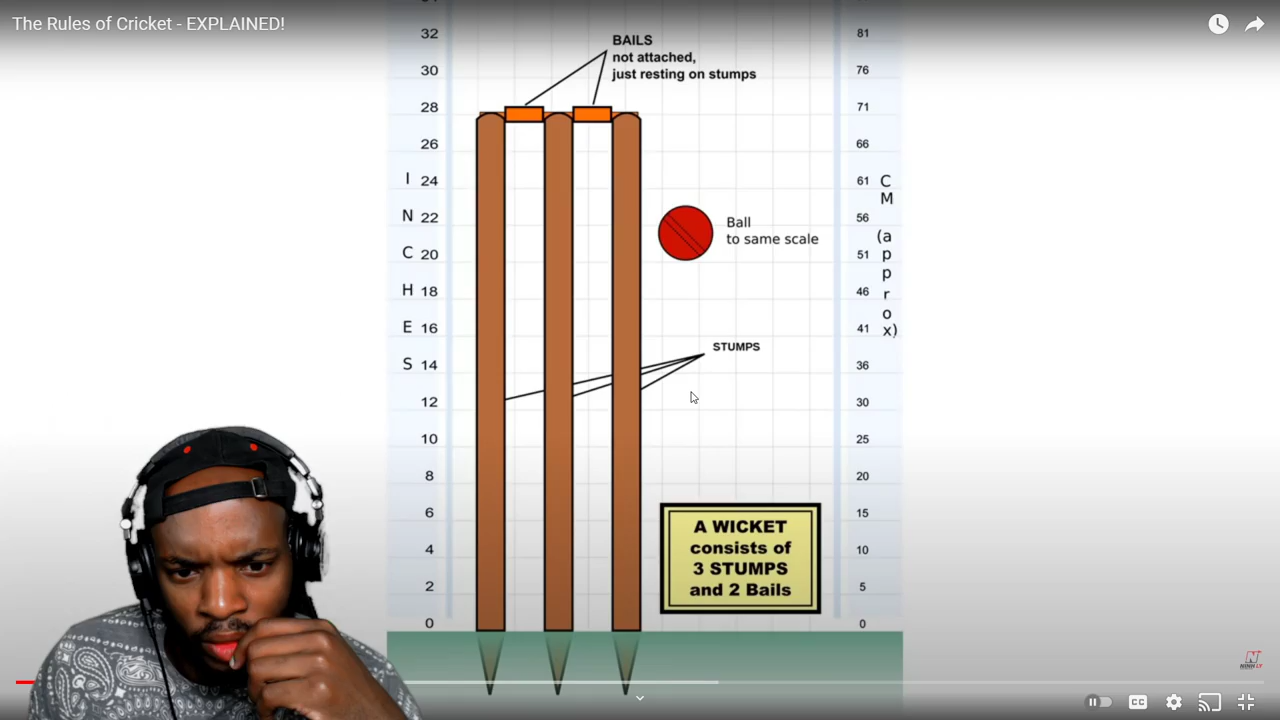 The Rules of Cricket - EXPLAINED!
32
30
28
26
24
22
20
18
16
14
12
10
8
6
4
2
0
I
N
C
H
E
S
BAILS
not attached,
just resting on stumps
Ball
to same scale
STUMPS
A WICKET
consists of
3 STUMPS
and 2 Bails
81
76
71
66
61
56
51
46
41
36
30
25
20
15
10
5
0
C
M
(a
p
p
r
o
x)
NINH LY
CC